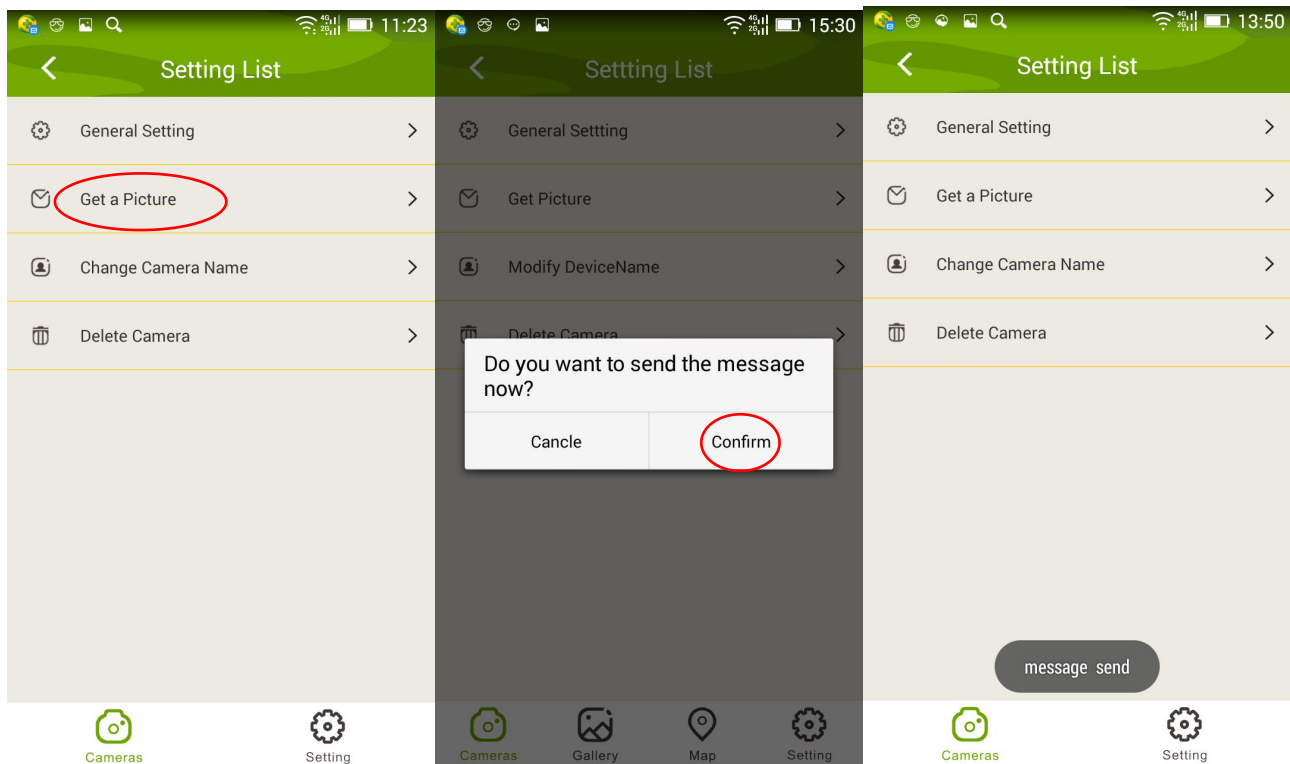 11:23
Setting List
General Setting
Get a Picture
Change Camera Name
Delete Camera
Cameras
Setting
15:30
Settting List
General Settting
Get Picture
Modify DeviceName
Delete Camera
Do you want to send the message
now?
Cancle
Confirm
Cameras
Gallery
Map
Setting
13:50
Setting List
General Setting
Get a Picture
Change Camera Name
Delete Camera
message send
Cameras
Setting